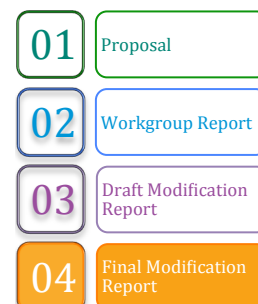 01
Proposal
02
Workgroup Report
03
Draft Modification
Report
04
Final Modification
Report